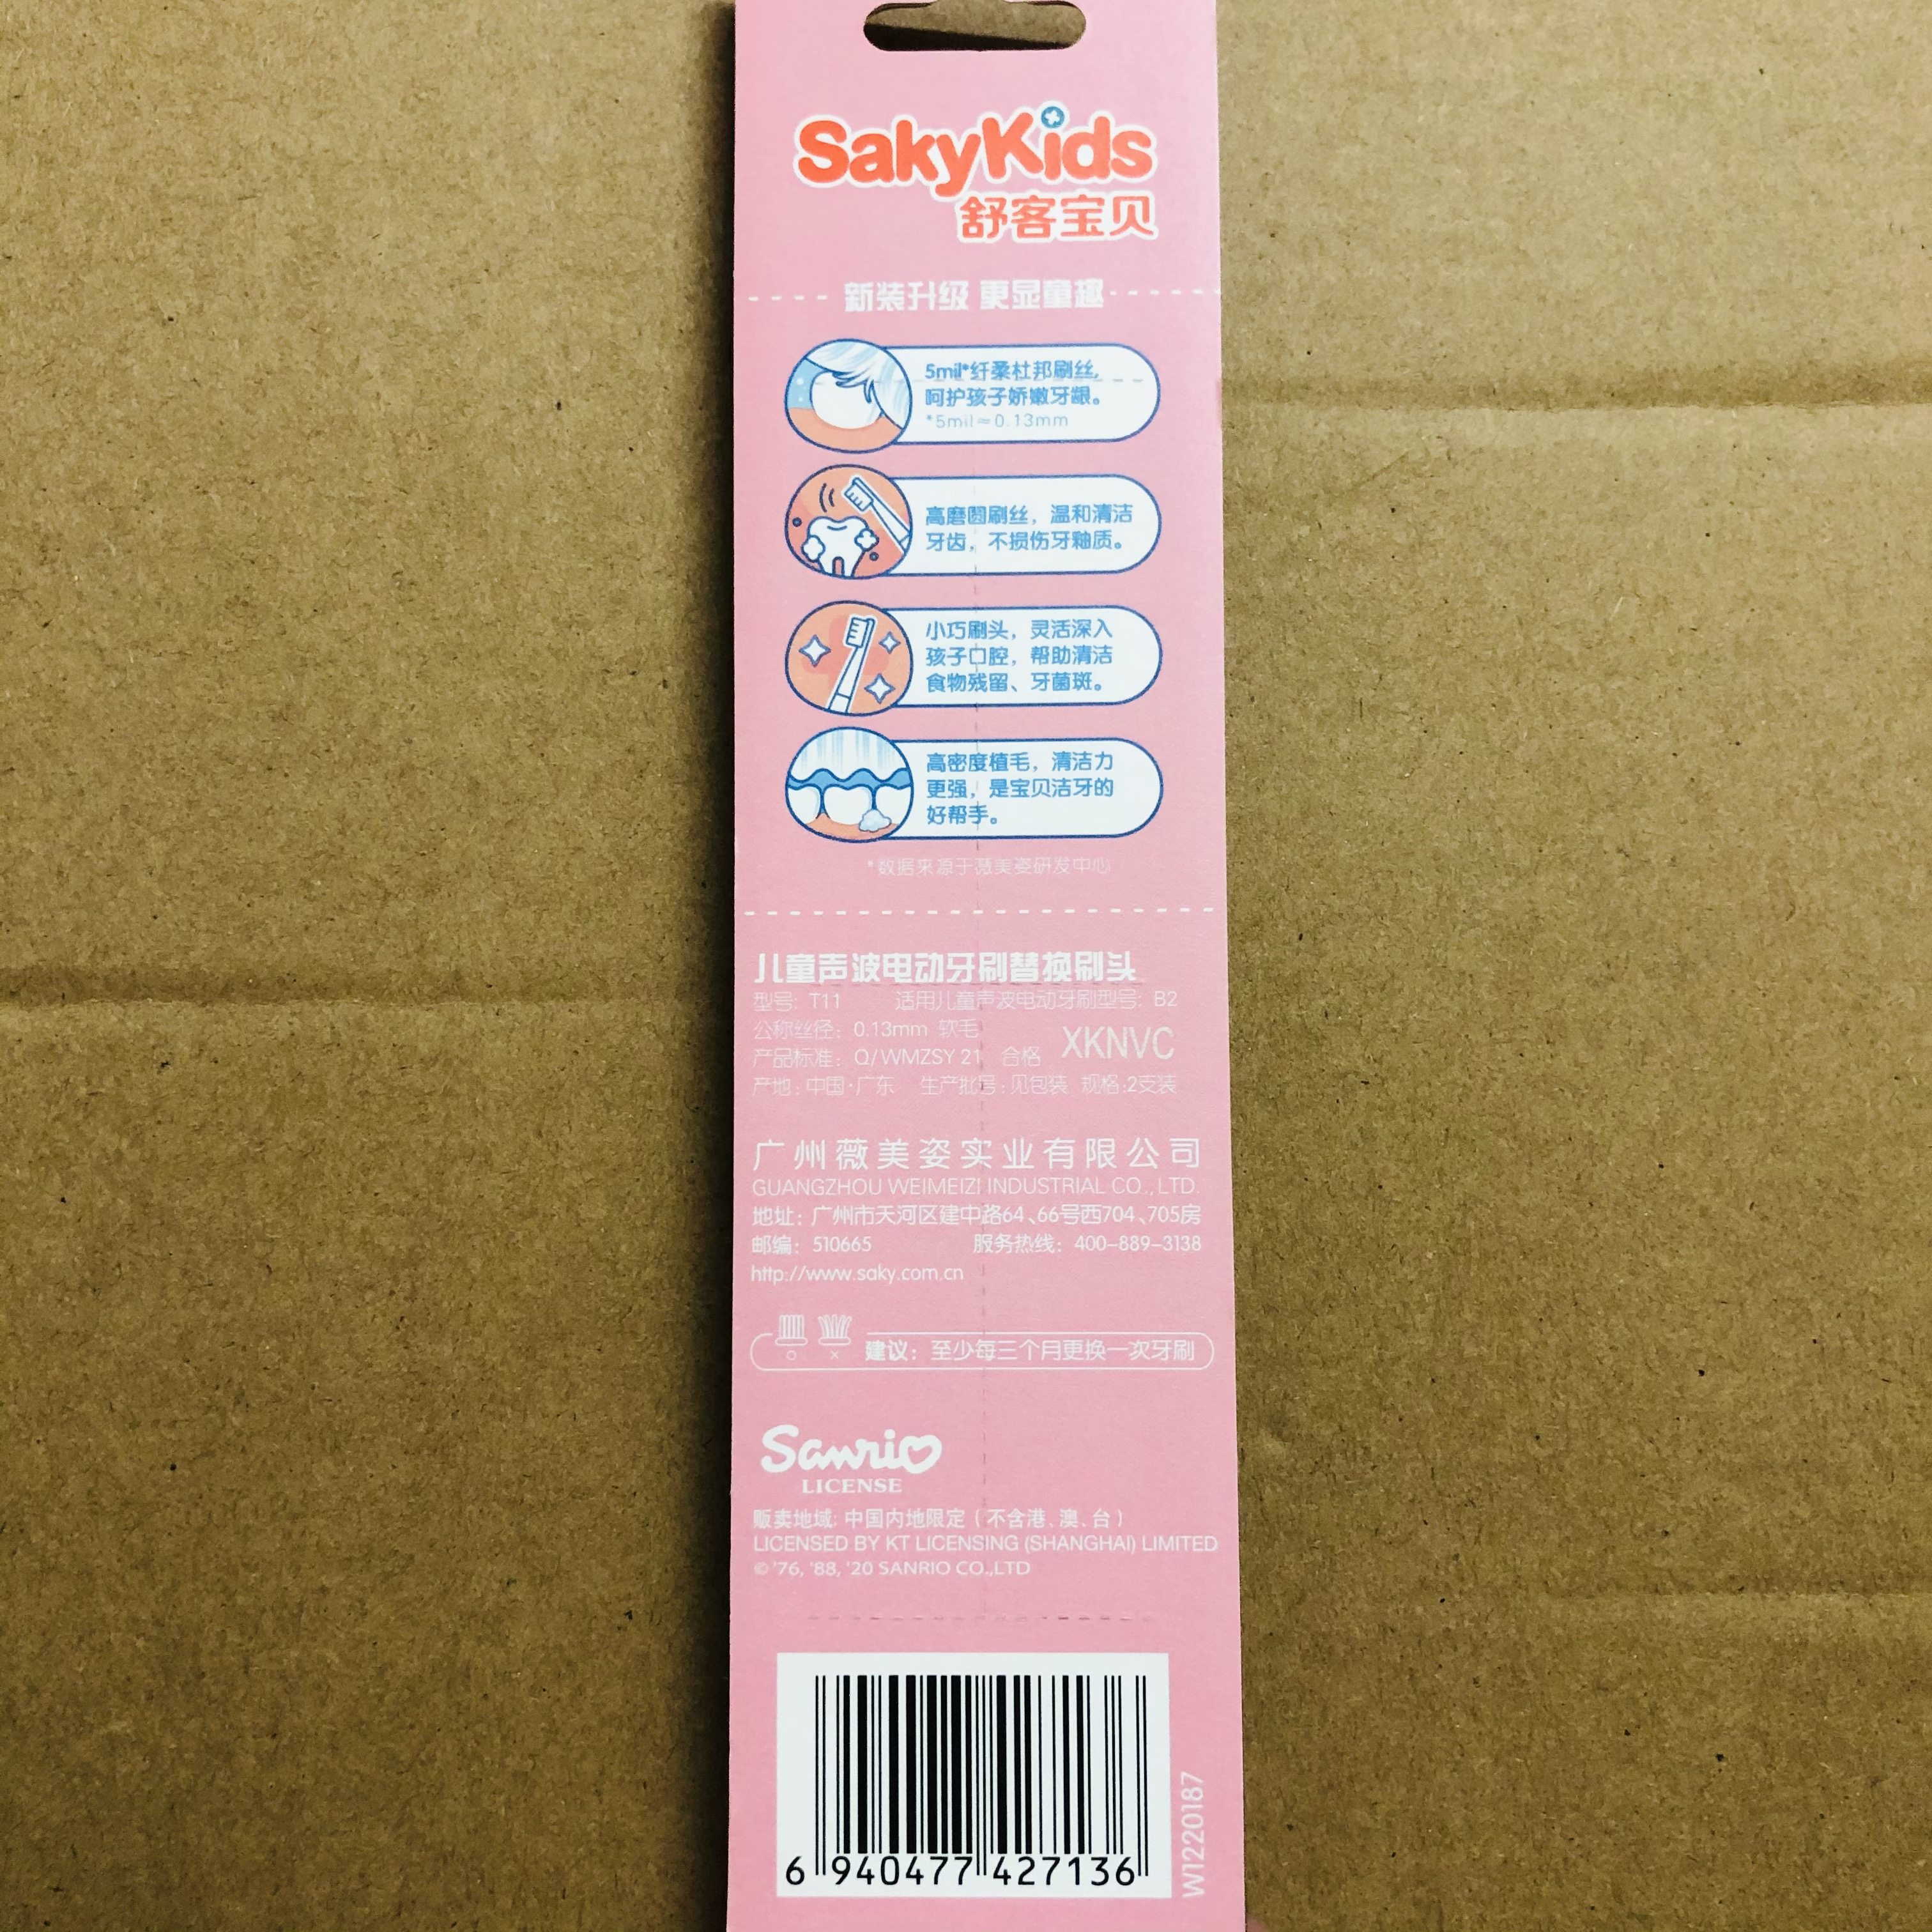 SakyKids
舒客宝贝
新装升级 更显童趣
5mil*纤柔杜邦刷丝,
呵护孩子娇嫩牙龈。
*5mil≈0.13mm
高磨圆刷丝，温和清洁
牙齿，不损伤牙釉质。
小巧刷头，灵活深入
孩子口腔，帮助清洁
食物残留、牙菌斑。
高密度植毛，清洁力
更强，是宝贝洁牙的
好帮手。
*数据来源于薇美姿研发中心
儿童声波电动牙刷替换刷头
型号: T11 适用儿童声波电动牙刷型号: B2
公称丝径: 0.13mm 软毛
XKNVC
产品标准: Q/WMZSY 21 合格
产地: 中国·广东 生产批号: 见包装 规格:2支装
广州薇美姿实业有限公司
GUANGZHOU WEIMEIZI INDUSTRIAL CO., LTD.
地址: 广州市天河区建中路64、66号西704、705房
邮编: 510665 服务热线: 400-889-3138
http://www.saky.com.cn
建议: 至少每三个月更换一次牙刷
Sanrio
LICENSE
贩卖地域: 中国内地限定 (不含港、澳、台)
LICENSED BY KT LICENSING (SHANGHAI) LIMITED
© '76, '88, '20 SANRIO CO.,LTD
6 940477 427136
W1220187